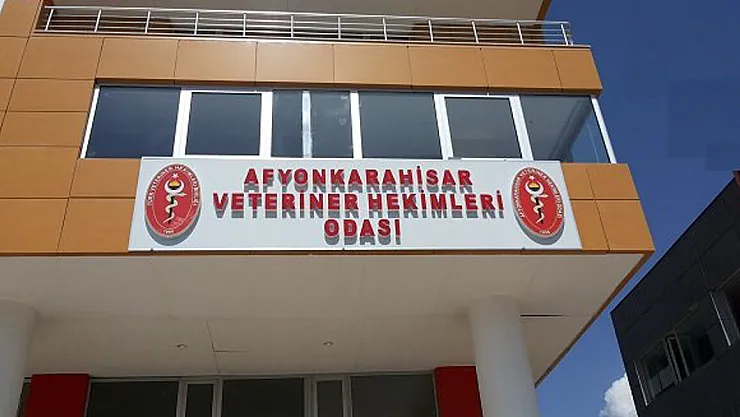 AFYONKARAHİSAR
VETERİNER HEKİMLERİ
ODASI